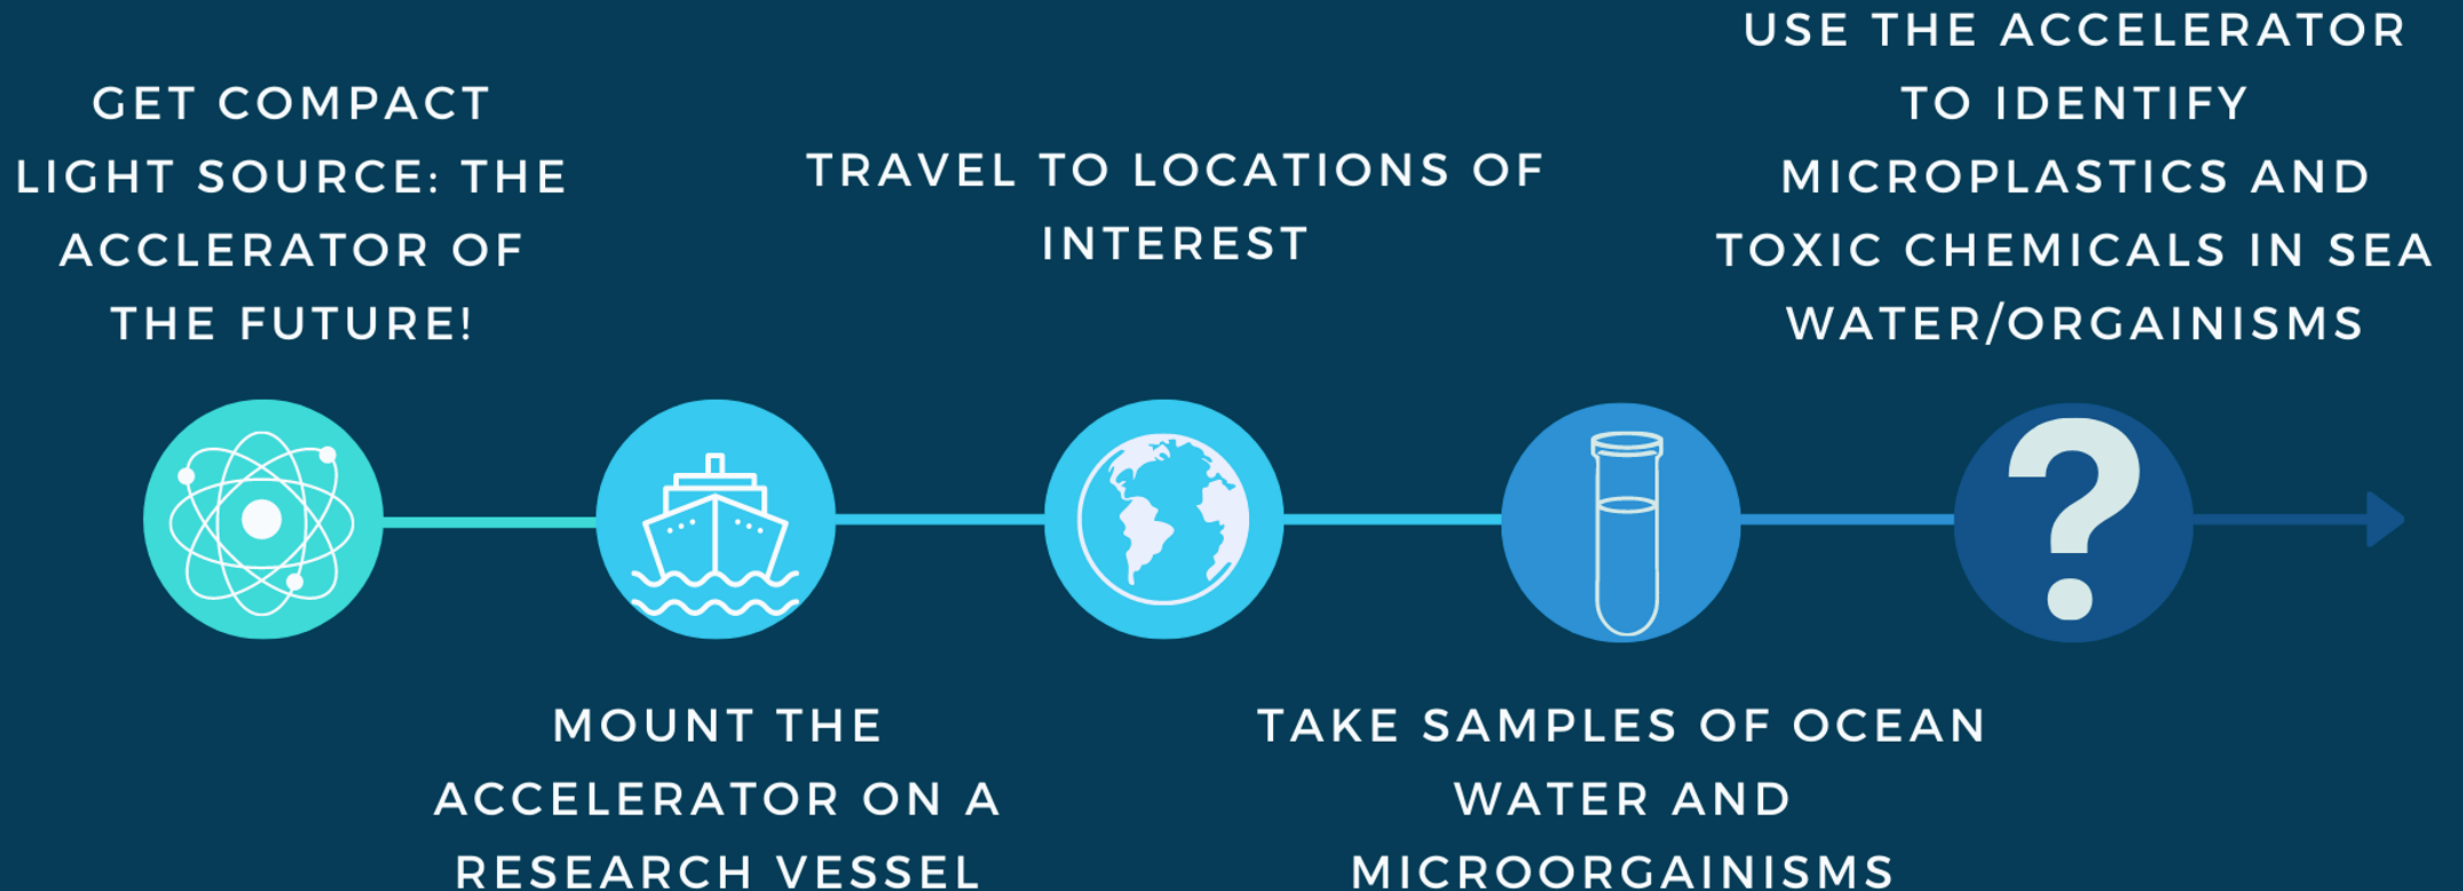 GET COMPACT
LIGHT SOURCE: THE
ACCLERATOR OF
THE FUTURE!
MOUNT THE
ACCELERATOR ON A
RESEARCH VESSEL
TRAVEL TO LOCATIONS OF
INTEREST
TAKE SAMPLES OF OCEAN
WATER AND
MICROORGAINISMS
USE THE ACCELERATOR
TO IDENTIFY
MICROPLASTICS AND
TOXIC CHEMICALS IN SEA
WATER/ORGAINISMS
?